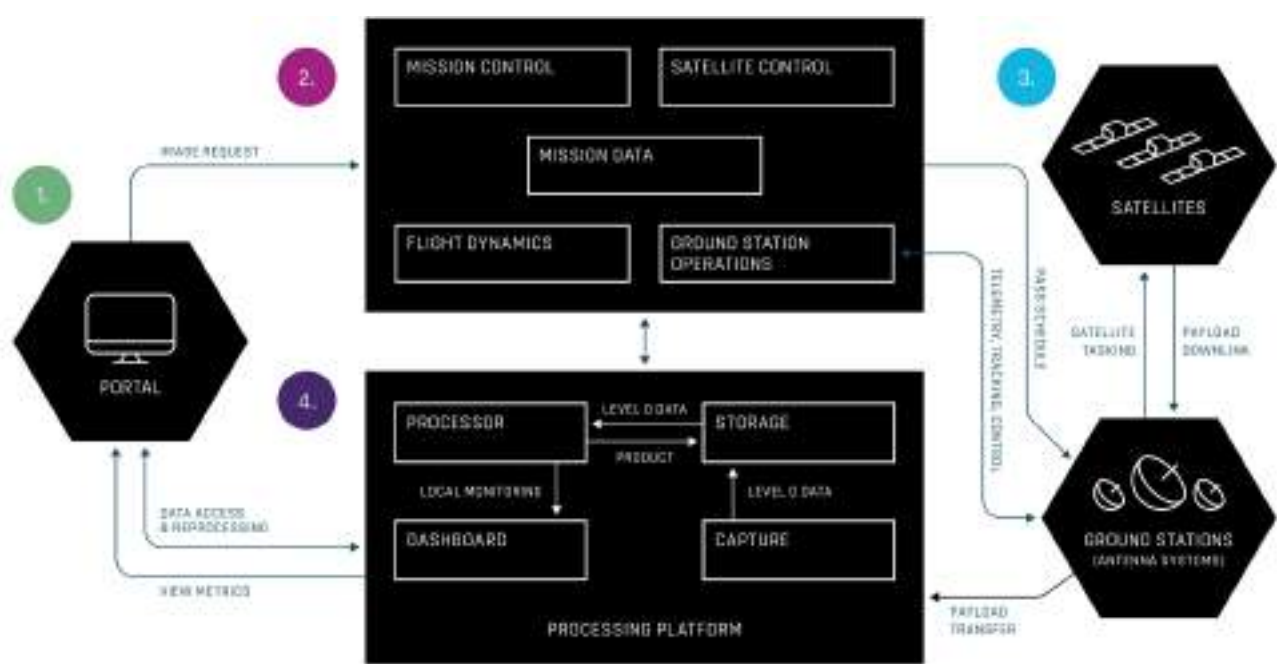 2.
MISSION CONTROL
SATELLITE CONTROL
3.
IMAGE REQUEST
MISSION DATA
1.
SATELLITES
FLIGHT DYNAMICS
GROUND STATION
OPERATIONS
TELEMETRY, TRACKING, CONTROL
PASS SCHEDULE
SATELLITE
TASKING
PAYLOAD
DOWNLINK
PORTAL
4.
PROCESSOR
LEVEL 0 DATA
STORAGE
PRODUCT
LOCAL MONITORING
LEVEL 0 DATA
DATA ACCESS
& REPROCESSING
DASHBOARD
CAPTURE
GROUND STATIONS
(ANTENNA SYSTEMS)
VIEW METRICS
PAYLOAD
TRANSFER
PROCESSING PLATFORM